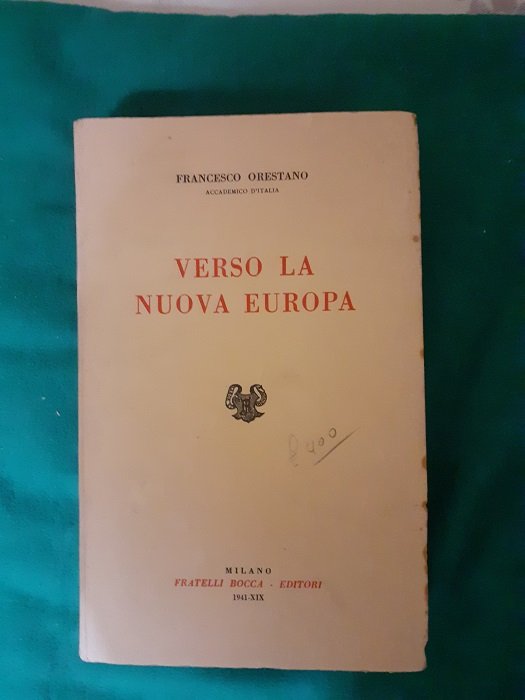 FRANCESCO ORESTANO
ACCADEMICO D'ITALIA
VERSO LA
NUOVA EUROPA
MILANO
FRATELLI BOCCA - EDITORI
1941-XIX